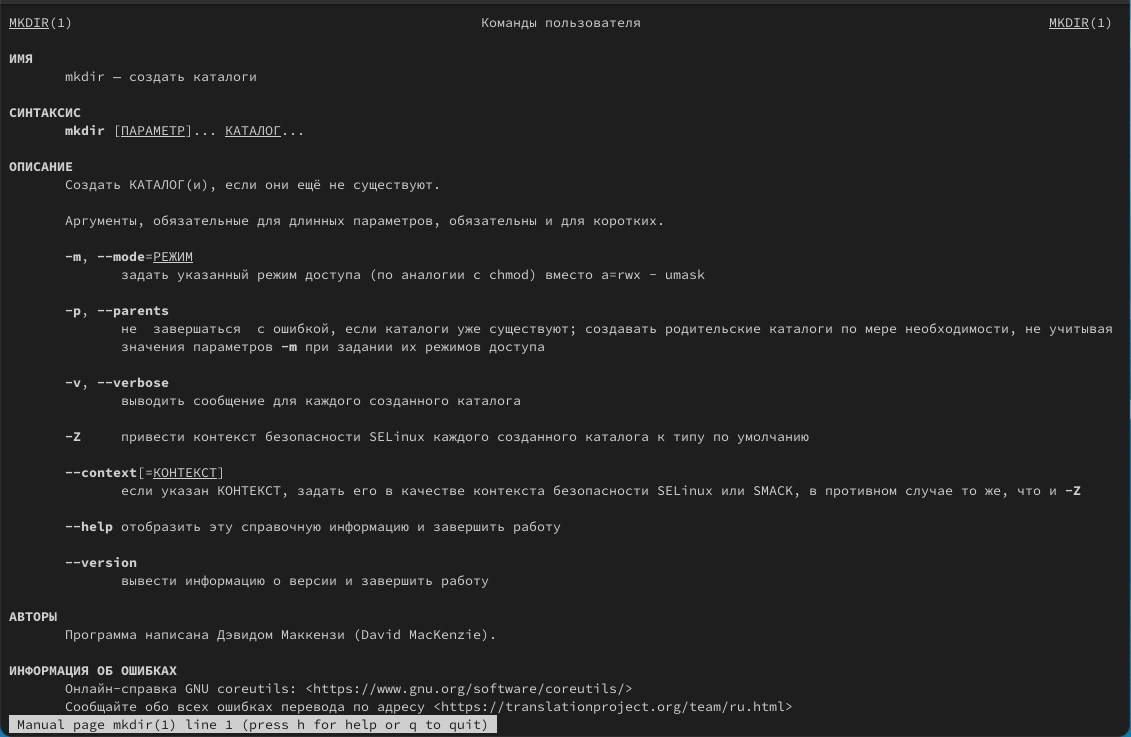 MKDIR(1) Команды пользователя MKDIR(1)
ИМЯ
mkdir — создать каталоги
СИНТАКСИС
mkdir [ПАРАМЕТР]... КАТАЛОГ...
ОПИСАНИЕ
Создать КАТАЛОГ(и), если они ещё не существуют.
Аргументы, обязательные для длинных параметров, обязательны и для коротких.
-m, --mode=РЕЖИМ
задать указанный режим доступа (по аналогии с chmod) вместо a=rwx - umask
-p, --parents
не завершаться с ошибкой, если каталоги уже существуют; создавать родительские каталоги по мере необходимости, не учитывая
значения параметров -m при задании их режимов доступа
-v, --verbose
выводить сообщение для каждого созданного каталога
-Z привести контекст безопасности SELinux каждого созданного каталога к типу по умолчанию
--context[=КОНТЕКСТ]
если указан КОНТЕКСТ, задать его в качестве контекста безопасности SELinux или SMACK, в противном случае то же, что и -Z
--help отобразить эту справочную информацию и завершить работу
--version
вывести информацию о версии и завершить работу
АВТОРЫ
Программа написана Дэвидом Маккензи (David MacKenzie).
ИНФОРМАЦИЯ ОБ ОШИБКАХ
Онлайн-справка GNU coreutils: <https://www.gnu.org/software/coreutils/>
Сообщайте обо всех ошибках перевода по адресу <https://translationproject.org/team/ru.html>
Manual page mkdir(1) line 1 (press h for help or q to quit)